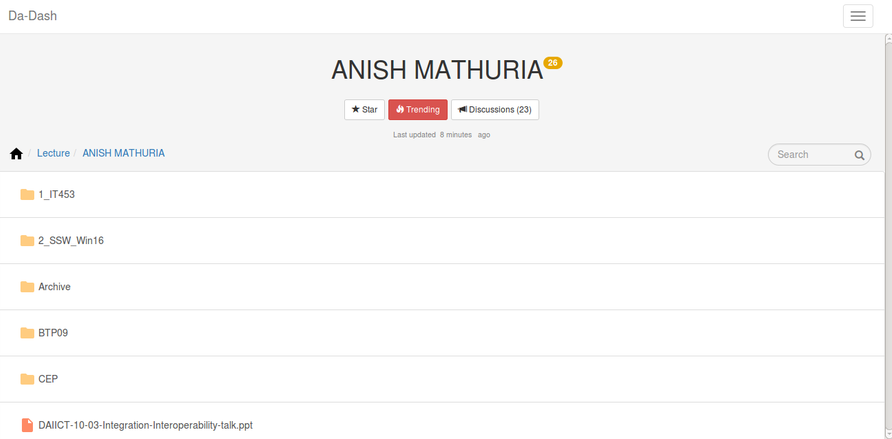 Da-Dash
ANISH MATHURIA 26
Star Trending Discussions (23)
Last updated 8 minutes ago
/ Lecture / ANISH MATHURIA Search
1_IT453
2_SSW_Win16
Archive
BTP09
CEP
DAIICT-10-03-Integration-Interoperability-talk.ppt